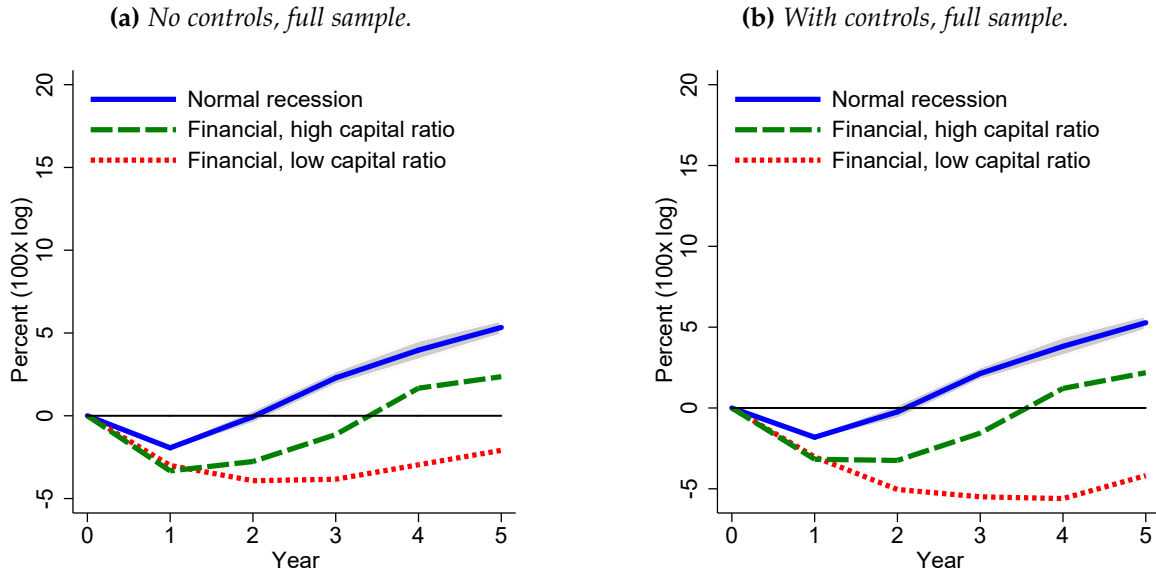 (a) No controls, full sample.
20
15
10
5
0
-5
Percent (100x log)
Normal recession
Financial, high capital ratio
Financial, low capital ratio
0 1 2 3 4 5
Year
(b) With controls, full sample.
20
15
10
5
0
-5
Percent (100x log)
Normal recession
Financial, high capital ratio
Financial, low capital ratio
0 1 2 3 4 5
Year